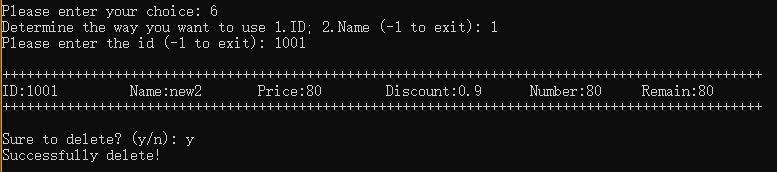 Please enter your choice: 6
Determine the way you want to use 1.ID; 2.Name (-1 to exit): 1
Please enter the id (-1 to exit): 1001
+++++++++++++++++++++++++++++++++++++++++++++++++++++++++++++++++++++++++++++++++++++++++++++++
ID:1001         Name:new2       Price:80        Discount:0.9      Number:80     Remain:80
+++++++++++++++++++++++++++++++++++++++++++++++++++++++++++++++++++++++++++++++++++++++++++++++
Sure to delete? (y/n): y
Successfully delete!